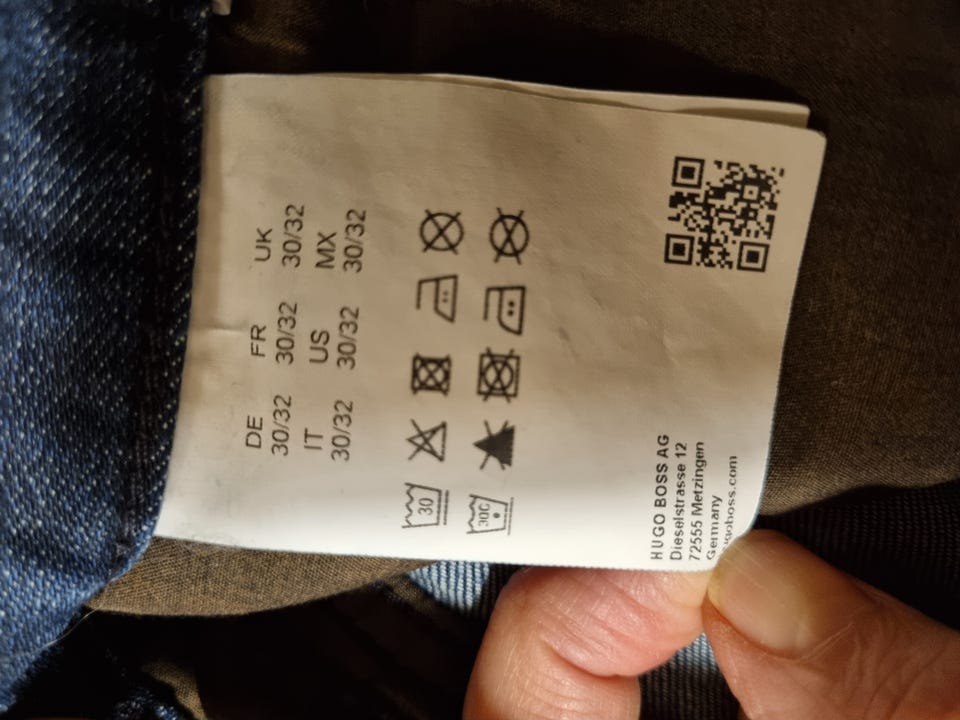 DE FR UK
30/32 30/32 30/32
IT US MX
30/32 30/32 30/32
30
30C
HUGO BOSS AG
Dieselstrasse 12
72555 Metzingen
Germany